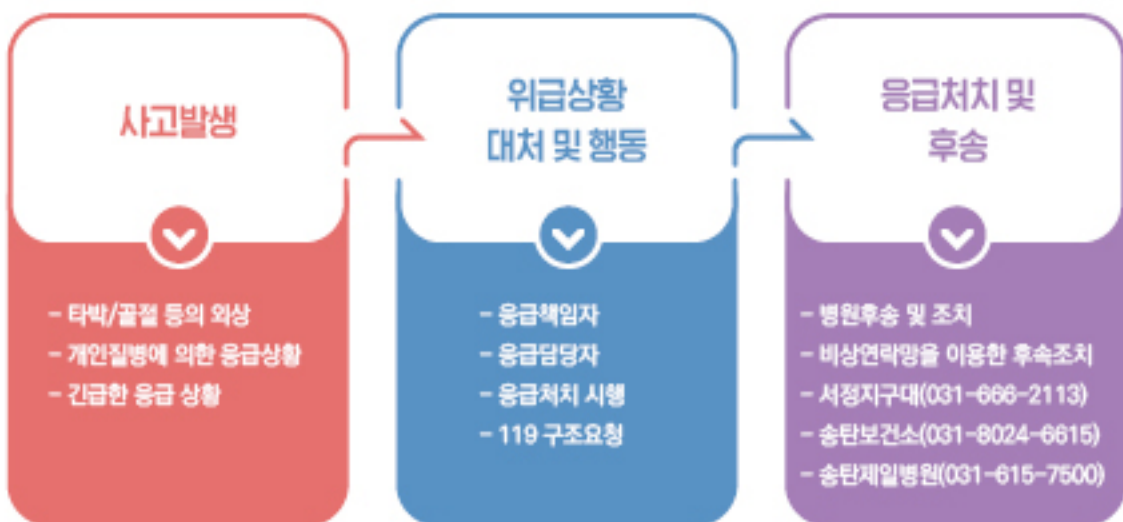 사고발생
- 타박/골절 등의 외상
- 개인질병에 의한 응급상황
- 긴급한 응급 상황
위급상황
대처 및 행동
- 응급책임자
- 응급담당자
- 응급처치 시행
- 119 구조요청
응급처치 및
후송
- 병원후송 및 조치
- 비상연락망을 이용한 후속조치
- 서정지구대(031-666-2113)
- 송탄보건소(031-8024-6615)
- 송탄제일병원(031-615-7500)